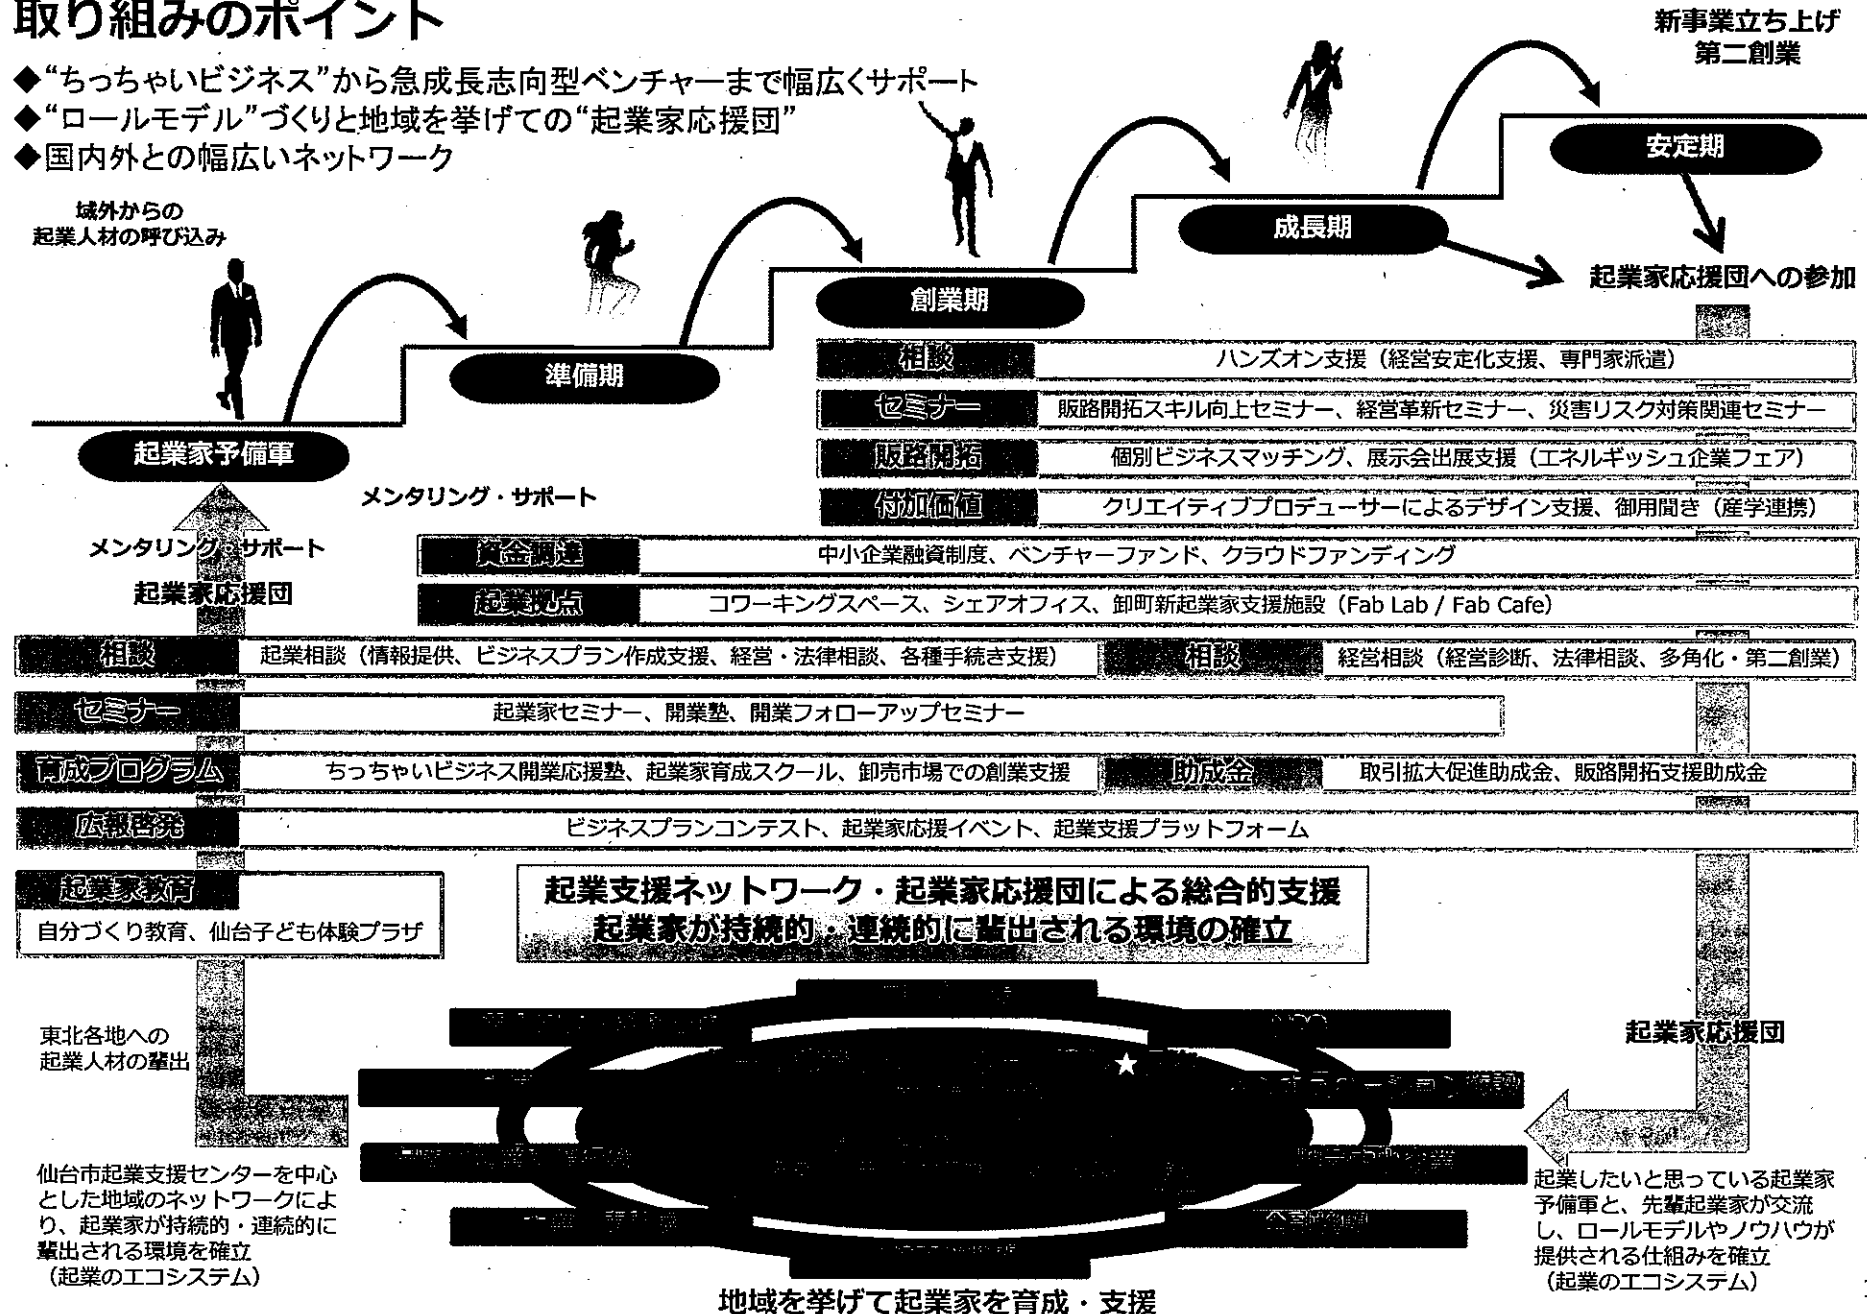 取り組みのポイント
◆“ちっちゃいビジネス”から急成長志向型ベンチャーまで幅広くサポート
◆“ロールモデル”づくりと地域を挙げての“起業家応援団”
◆国内外との幅広いネットワーク
新事業立ち上げ
第二創業
域外からの
起業人材の呼び込み
安定期
成長期
創業期
準備期
起業家予備軍
起業家応援団への参加
相談 ハンズオン支援（経営安定化支援、専門家派遣）
セミナー 販路開拓スキル向上セミナー、経営革新セミナー、災害リスク対策関連セミナー
販路開拓 個別ビジネスマッチング、展示会出展支援（エネルギッシュ企業フェア）
付加価値 クリエイティブプロデューサーによるデザイン支援、御用聞き（産学連携）
メンタリング・サポート
メンタリング・サポート
起業家応援団
資金調達 中小企業融資制度、ベンチャーファンド、クラウドファンディング
起業拠点 コワーキングスペース、シェアオフィス、卸町新起業家支援施設（Fab Lab / Fab Cafe）
相談 起業相談（情報提供、ビジネスプラン作成支援、経営・法律相談、各種手続き支援） 相談 経営相談（経営診断、法律相談、多角化・第二創業）
セミナー 起業家セミナー、開業塾、開業フォローアップセミナー
育成プログラム ちっちゃいビジネス開業応援塾、起業家育成スクール、卸売市場での創業支援 助成金 取引拡大促進助成金、販路開拓支援助成金
広報啓発 ビジネスプランコンテスト、起業家応援イベント、起業支援プラットフォーム
起業家教育
自分づくり教育、仙台子ども体験プラザ
起業支援ネットワーク・起業家応援団による総合的支援
起業家が持続的・連続的に輩出される環境の確立
東北各地への
起業人材の輩出
起業家応援団
仙台市起業支援センターを中心
とした地域のネットワークによ
り、起業家が持続的・連続的に
輩出される環境を確立
（起業のエコシステム）
起業したいと思っている起業家
予備軍と、先輩起業家が交流
し、ロールモデルやノウハウが
提供される仕組みを確立
（起業のエコシステム）
地域を挙げて起業家を育成・支援